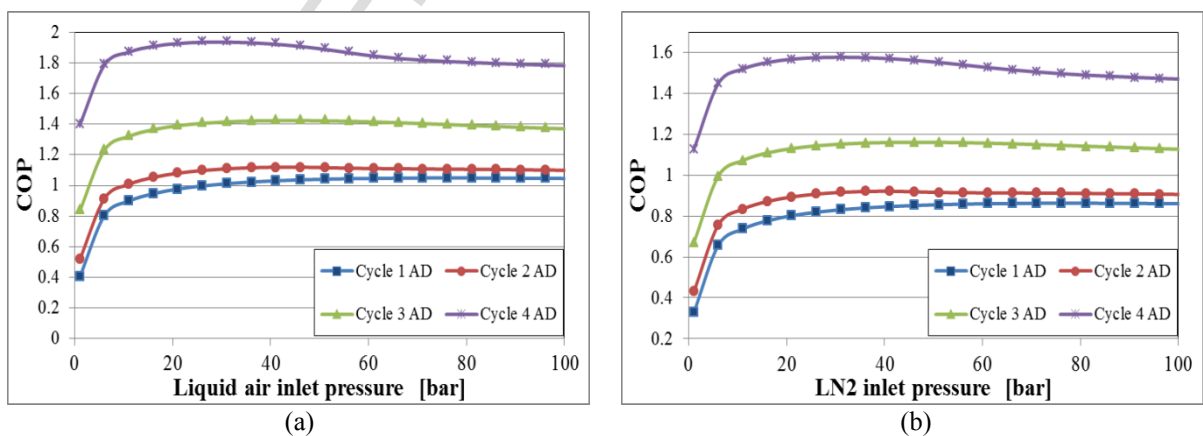 2
1.8
1.6
1.4
1.2
1
0.8
0.6
0.4
0.2
0
COP
Cycle 1 AD Cycle 2 AD
Cycle 3 AD Cycle 4 AD
0 20 40 60 80 100
Liquid air inlet pressure [bar]
(a)
1.6
1.4
1.2
1
0.8
0.6
0.4
0.2
COP
Cycle 1 AD Cycle 2 AD
Cycle 3 AD Cycle 4 AD
0 20 40 60 80 100
LN2 inlet pressure [bar]
(b)